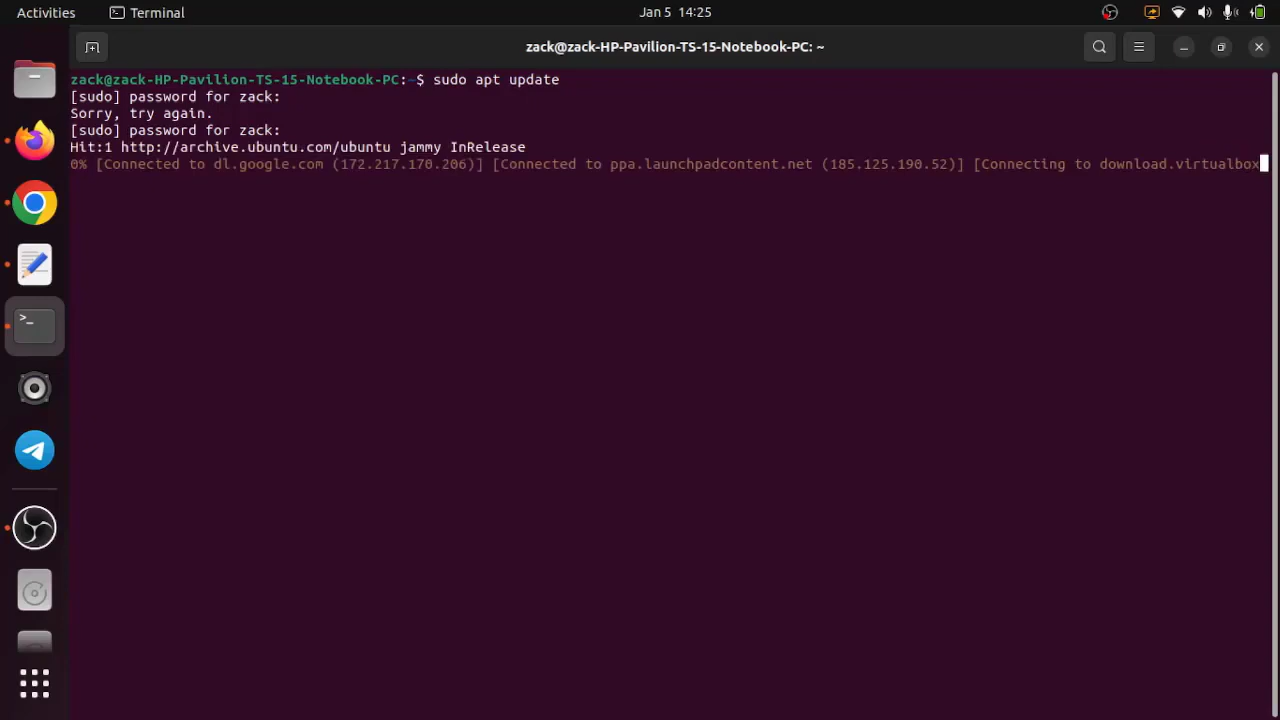 Activities
Terminal
Jan 5 14:25
zack@zack-HP-Pavilion-TS-15-Notebook-PC: ~
zack@zack-HP-Pavilion-TS-15-Notebook-PC:~$ sudo apt update
[sudo] password for zack:
Sorry, try again.
[sudo] password for zack:
Hit:1 http://archive.ubuntu.com/ubuntu jammy InRelease
0% [Connected to dl.google.com (172.217.170.206)] [Connected to ppa.launchpadcontent.net (185.125.190.52)] [Connecting to download.virtualbox